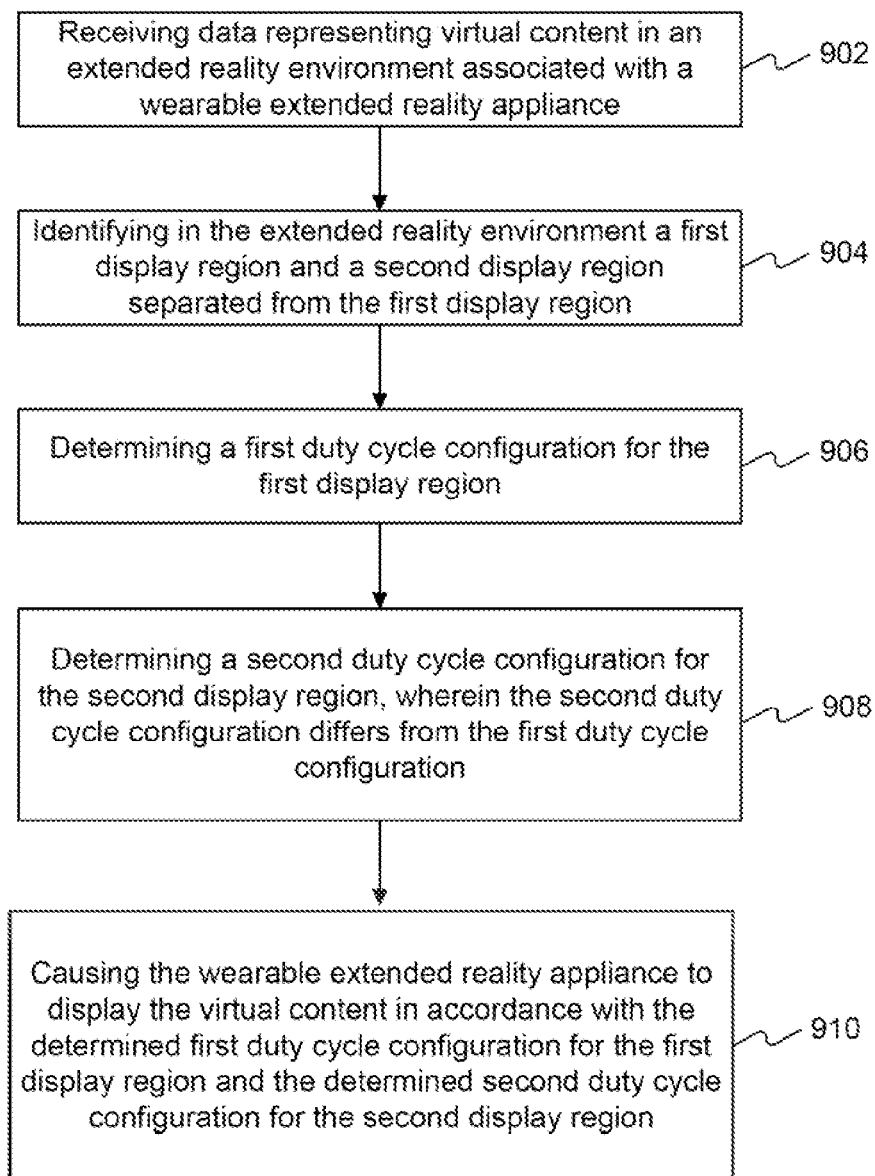 Receiving data representing virtual content in an
extended reality environment associated with a
wearable extended reality appliance
902
Identifying in the extended reality environment a first
display region and a second display region
separated from the first display region
904
Determining a first duty cycle configuration for the
first display region
906
Determining a second duty cycle configuration for
the second display region, wherein the second duty
cycle configuration differs from the first duty cycle
configuration
908
Causing the wearable extended reality appliance to
display the virtual content in accordance with the
determined first duty cycle configuration for the first
display region and the determined second duty cycle
configuration for the second display region
910